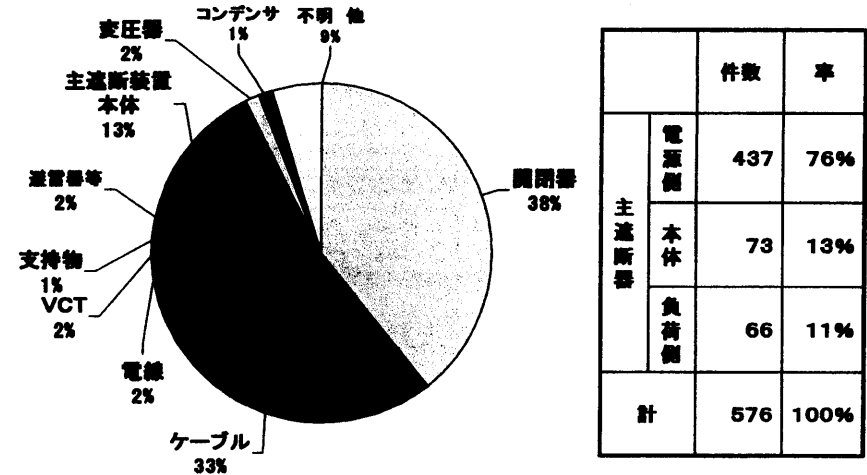 コンデンサ
1%
不明 他
9%
変圧器
2%
主遮断装置
本体
13%
避雷器等
2%
支持物
1%
VCT
2%
電線
2%
ケーブル
33%
開閉器
38%
件数 率
主遮断器
電源側 437 76%
本体 73 13%
負荷側 66 11%
計 576 100%